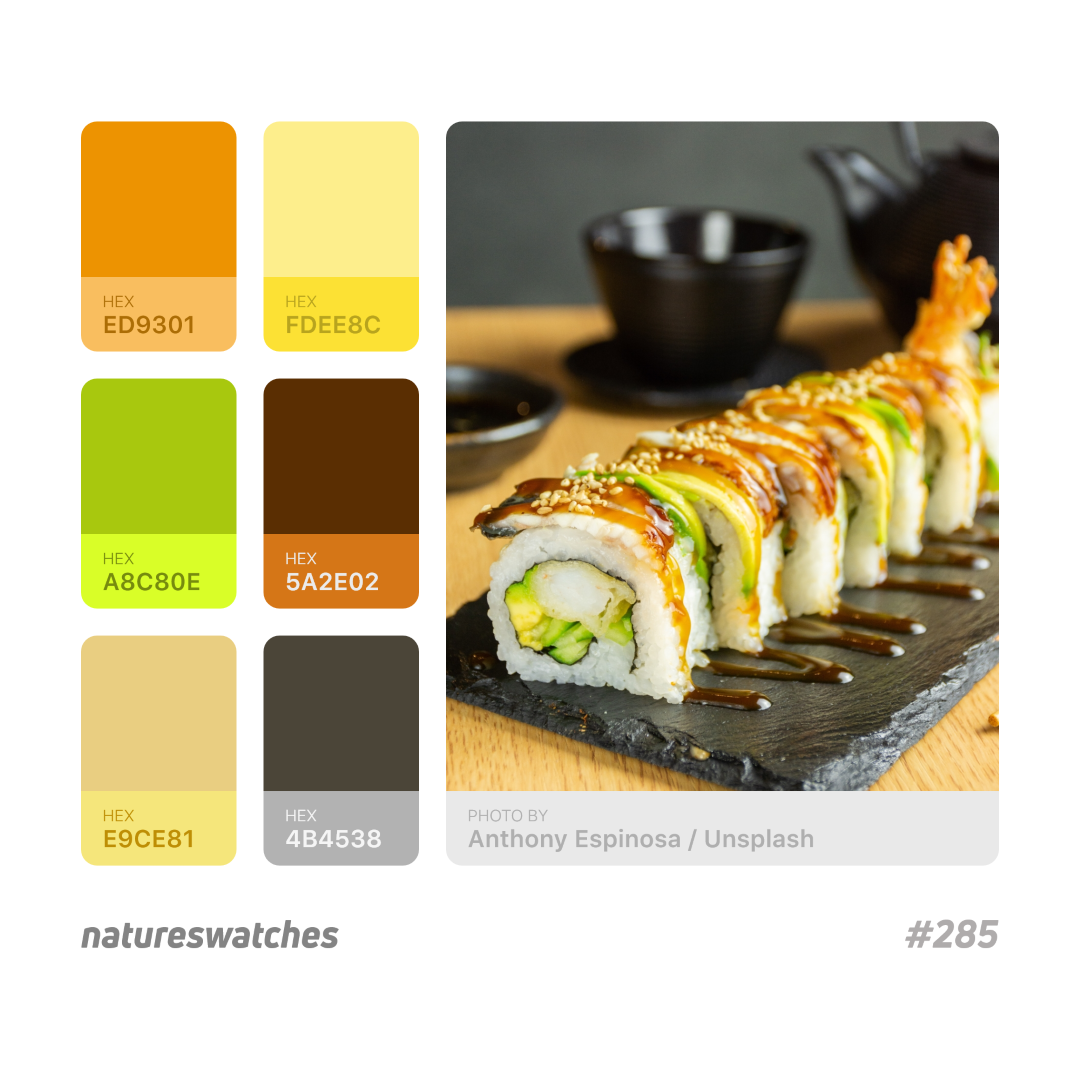 HEX
ED9301
HEX
FDEE8C
HEX
A8C80E
HEX
5A2E02
HEX
E9CE81
HEX
4B4538
PHOTO BY
Anthony Espinosa / Unsplash
natureswatches
#285